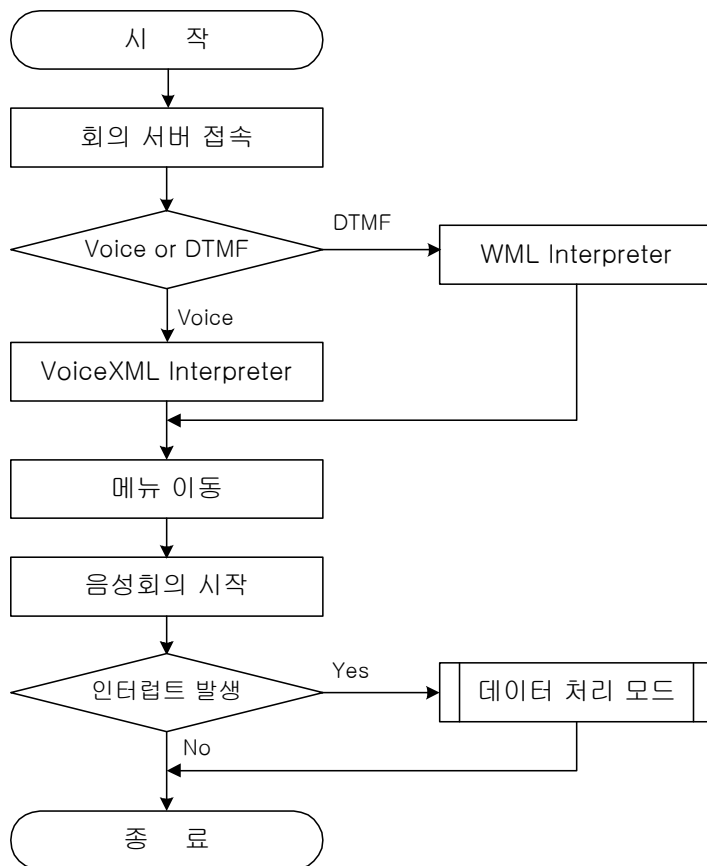 시 작
회의 서버 접속
Voice or DTMF
DTMF
WML Interpreter
Voice
VoiceXML Interpreter
메뉴 이동
음성회의 시작
인터럽트 발생
Yes
데이터 처리 모드
No
종 료